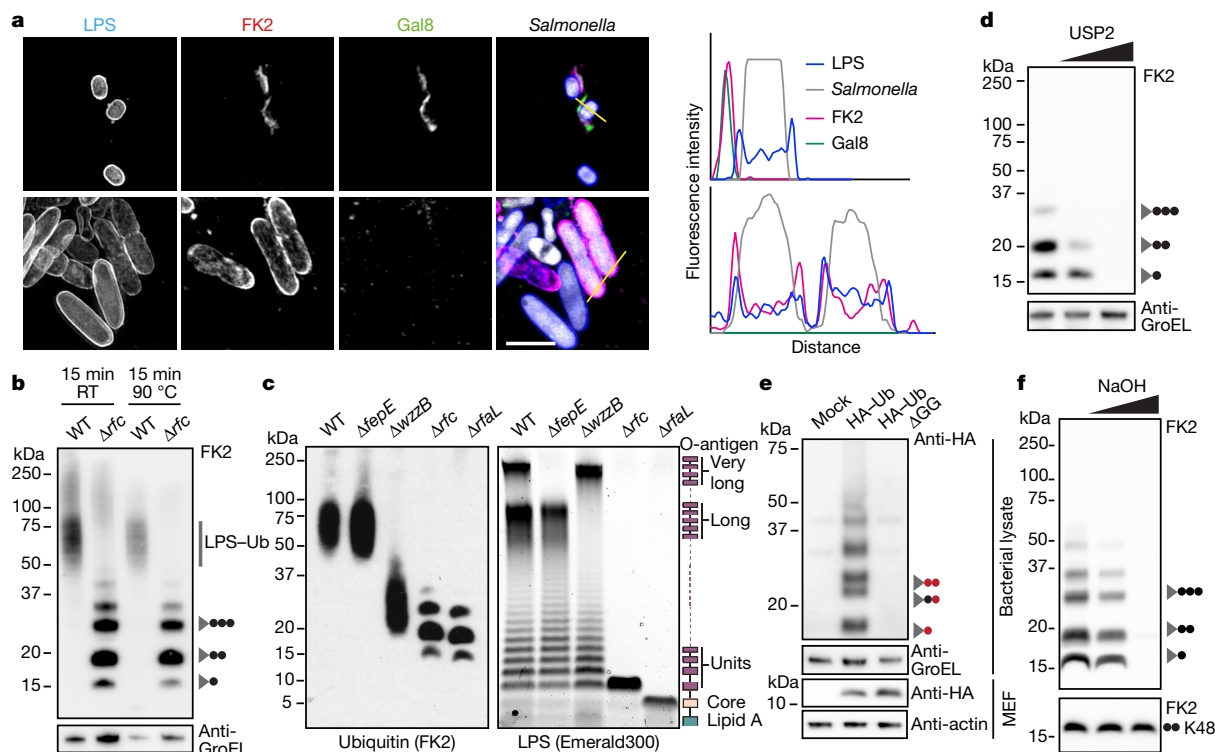 a
LPS
FK2
Gal8
Salmonella
Fluorescence intensity
LPS
Salmonella
FK2
Gal8
Distance
d
USP2
kDa
FK2
250
100
75
50
37
20
15
Anti-
GroEL
b
15 min
RT
15 min
90 °C
WT
Δrfc
WT
Δrfc
kDa
FK2
250
100
75
50
37
20
15
LPS–Ub
Anti-
GroEL
c
WT
ΔfepE
ΔwzzB
Δrfc
ΔrfaL
WT
ΔfepE
ΔwzzB
Δrfc
ΔrfaL
kDa
250
100
75
50
37
20
15
10
5
Ubiquitin (FK2)
LPS (Emerald300)
O-antigen
Very
long
Long
Units
Core
Lipid A
e
Mock
HA–Ub
HA–Ub
ΔGG
kDa
Anti-HA
75
50
37
20
Anti-
GroEL
Bacterial lysate
kDa
10
Anti-HA
Anti-actin
MEF
f
NaOH
kDa
FK2
250
100
75
50
37
20
15
FK2
15
K48